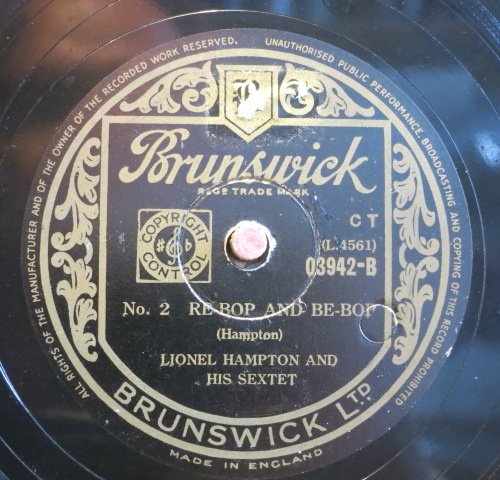 ALL RIGHTS OF THE MANUFACTURER AND OF THE OWNER OF THE RECORDED WORK RESERVED. UNAUTHORISED PUBLIC PERFORMANCE, BROADCASTING AND COPYING OF THIS RECORD PROHIBITED
Brunswick
REGD TRADE MARK
COPYRIGHT
CONTROL
CT
(L.4561)
03942-B
No. 2 RE-BOP AND BE-BOP
(Hampton)
LIONEL HAMPTON AND
HIS SEXTET
BRUNSWICK LTD
MADE IN ENGLAND